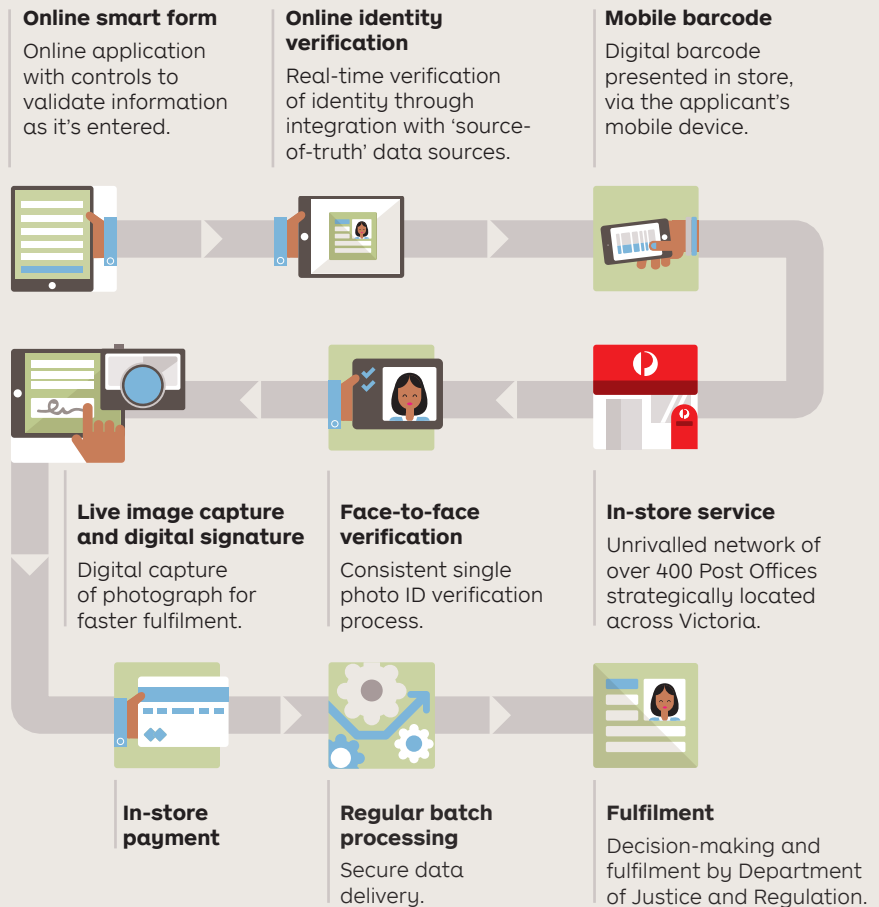 Online smart form
Online application
with controls to
validate information
as it's entered.
Online identity
verification
Real-time verification
of identity through
integration with ‘source-
of-truth’ data sources.
Mobile barcode
Digital barcode
presented in store,
via the applicant’s
mobile device.
In-store service
Unrivalled network of
over 400 Post Offices
strategically located
across Victoria.
Face-to-face
verification
Consistent single
photo ID verification
process.
Live image capture
and digital signature
Digital capture
of photograph for
faster fulfilment.
In-store
payment
Regular batch
processing
Secure data
delivery.
Fulfilment
Decision-making and
fulfilment by Department
of Justice and Regulation.